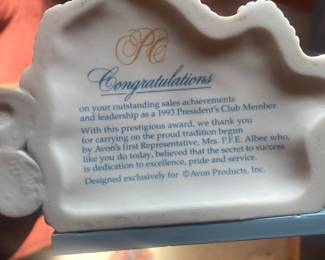 PC
Congratulations
on your outstanding sales achievements
and leadership as a 1993 President's Club Member.
With this prestigious award, we thank you
for carrying on the proud tradition begun
by Avon's first Representative, Mrs. P.F.E. Albee who,
like you do today, believed that the secret to success
is dedication to excellence, pride and service.
Designed exclusively for ©Avon Products, Inc.